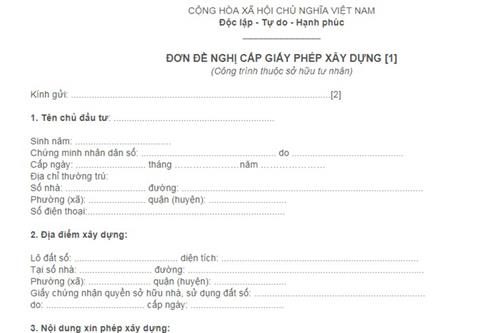 CỘNG HÒA XÃ HỘI CHỦ NGHĨA VIỆT NAM
Độc lập - Tự do - Hạnh phúc
ĐƠN ĐỀ NGHỊ CẤP GIẤY PHÉP XÂY DỰNG [1]
(Công trình thuộc sở hữu tư nhân)
Kính gửi: ........................................................................................[2]
1. Tên chủ đầu tư: .........................................................
Sinh năm: ...................................
Chứng minh nhân dân số: ............................................... do ...............................................
Cấp ngày: ......................... tháng ........................năm ........................
Địa chỉ thường trú:
Số nhà: ............................... đường: ...............................................................................
Phường (xã): ..................... quận (huyện): ..............................................................
Số điện thoại:........................................................................................................
2. Địa điểm xây dựng:
Lô đất số: ........................................... diện tích: ......................................................
Tại số nhà: ............................... đường: ..................................................................
Phường (xã): ........................ quận (huyện): ..........................
Giấy chứng nhận quyền sở hữu nhà, sử dụng đất số: ........................................
do: ............................................ cấp ngày: ........................
3. Nội dung xin phép xây dựng: